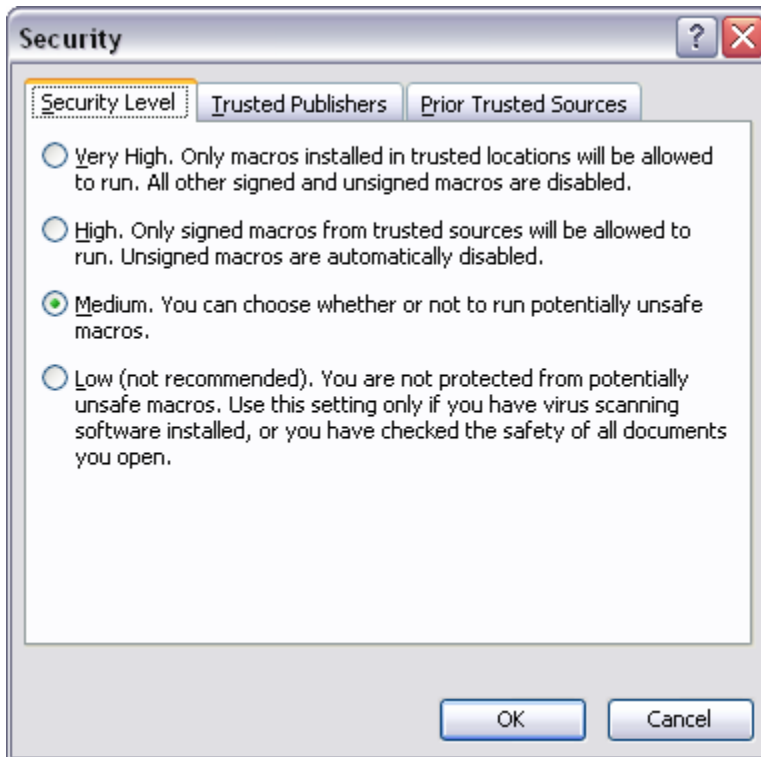 Security
Security Level
Trusted Publishers
Prior Trusted Sources
Very High. Only macros installed in trusted locations will be allowed
to run. All other signed and unsigned macros are disabled.
High. Only signed macros from trusted sources will be allowed to
run. Unsigned macros are automatically disabled.
Medium. You can choose whether or not to run potentially unsafe
macros.
Low (not recommended). You are not protected from potentially
unsafe macros. Use this setting only if you have virus scanning
software installed, or you have checked the safety of all documents
you open.
OK
Cancel